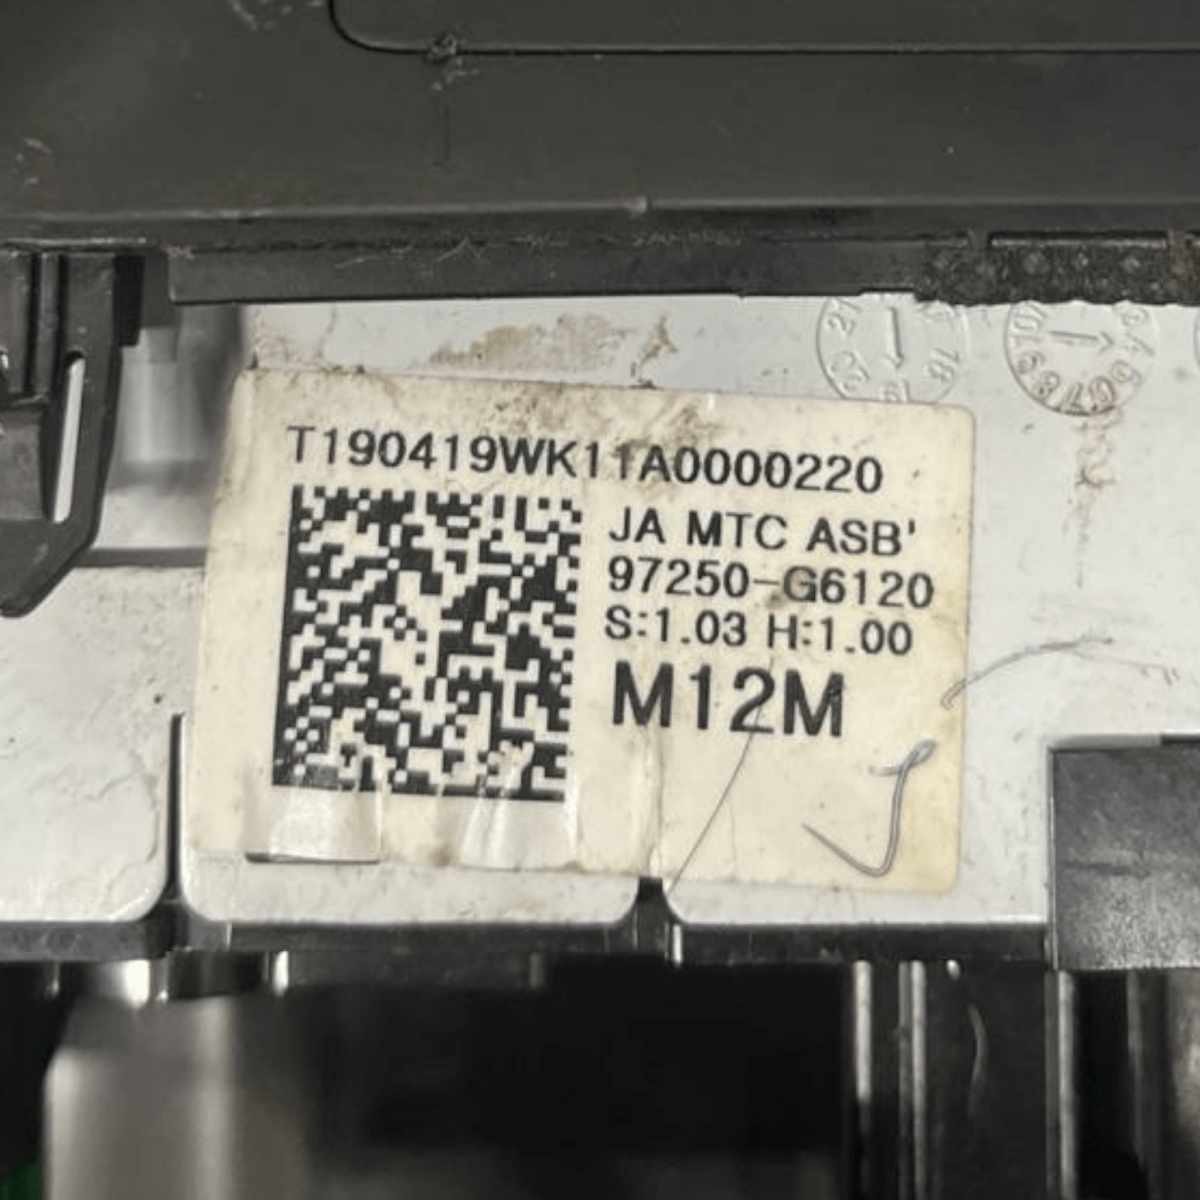 T190419WK11A0000220
JA MTC ASB'
97250-G6120
S:1.03 H:1.00
M12M